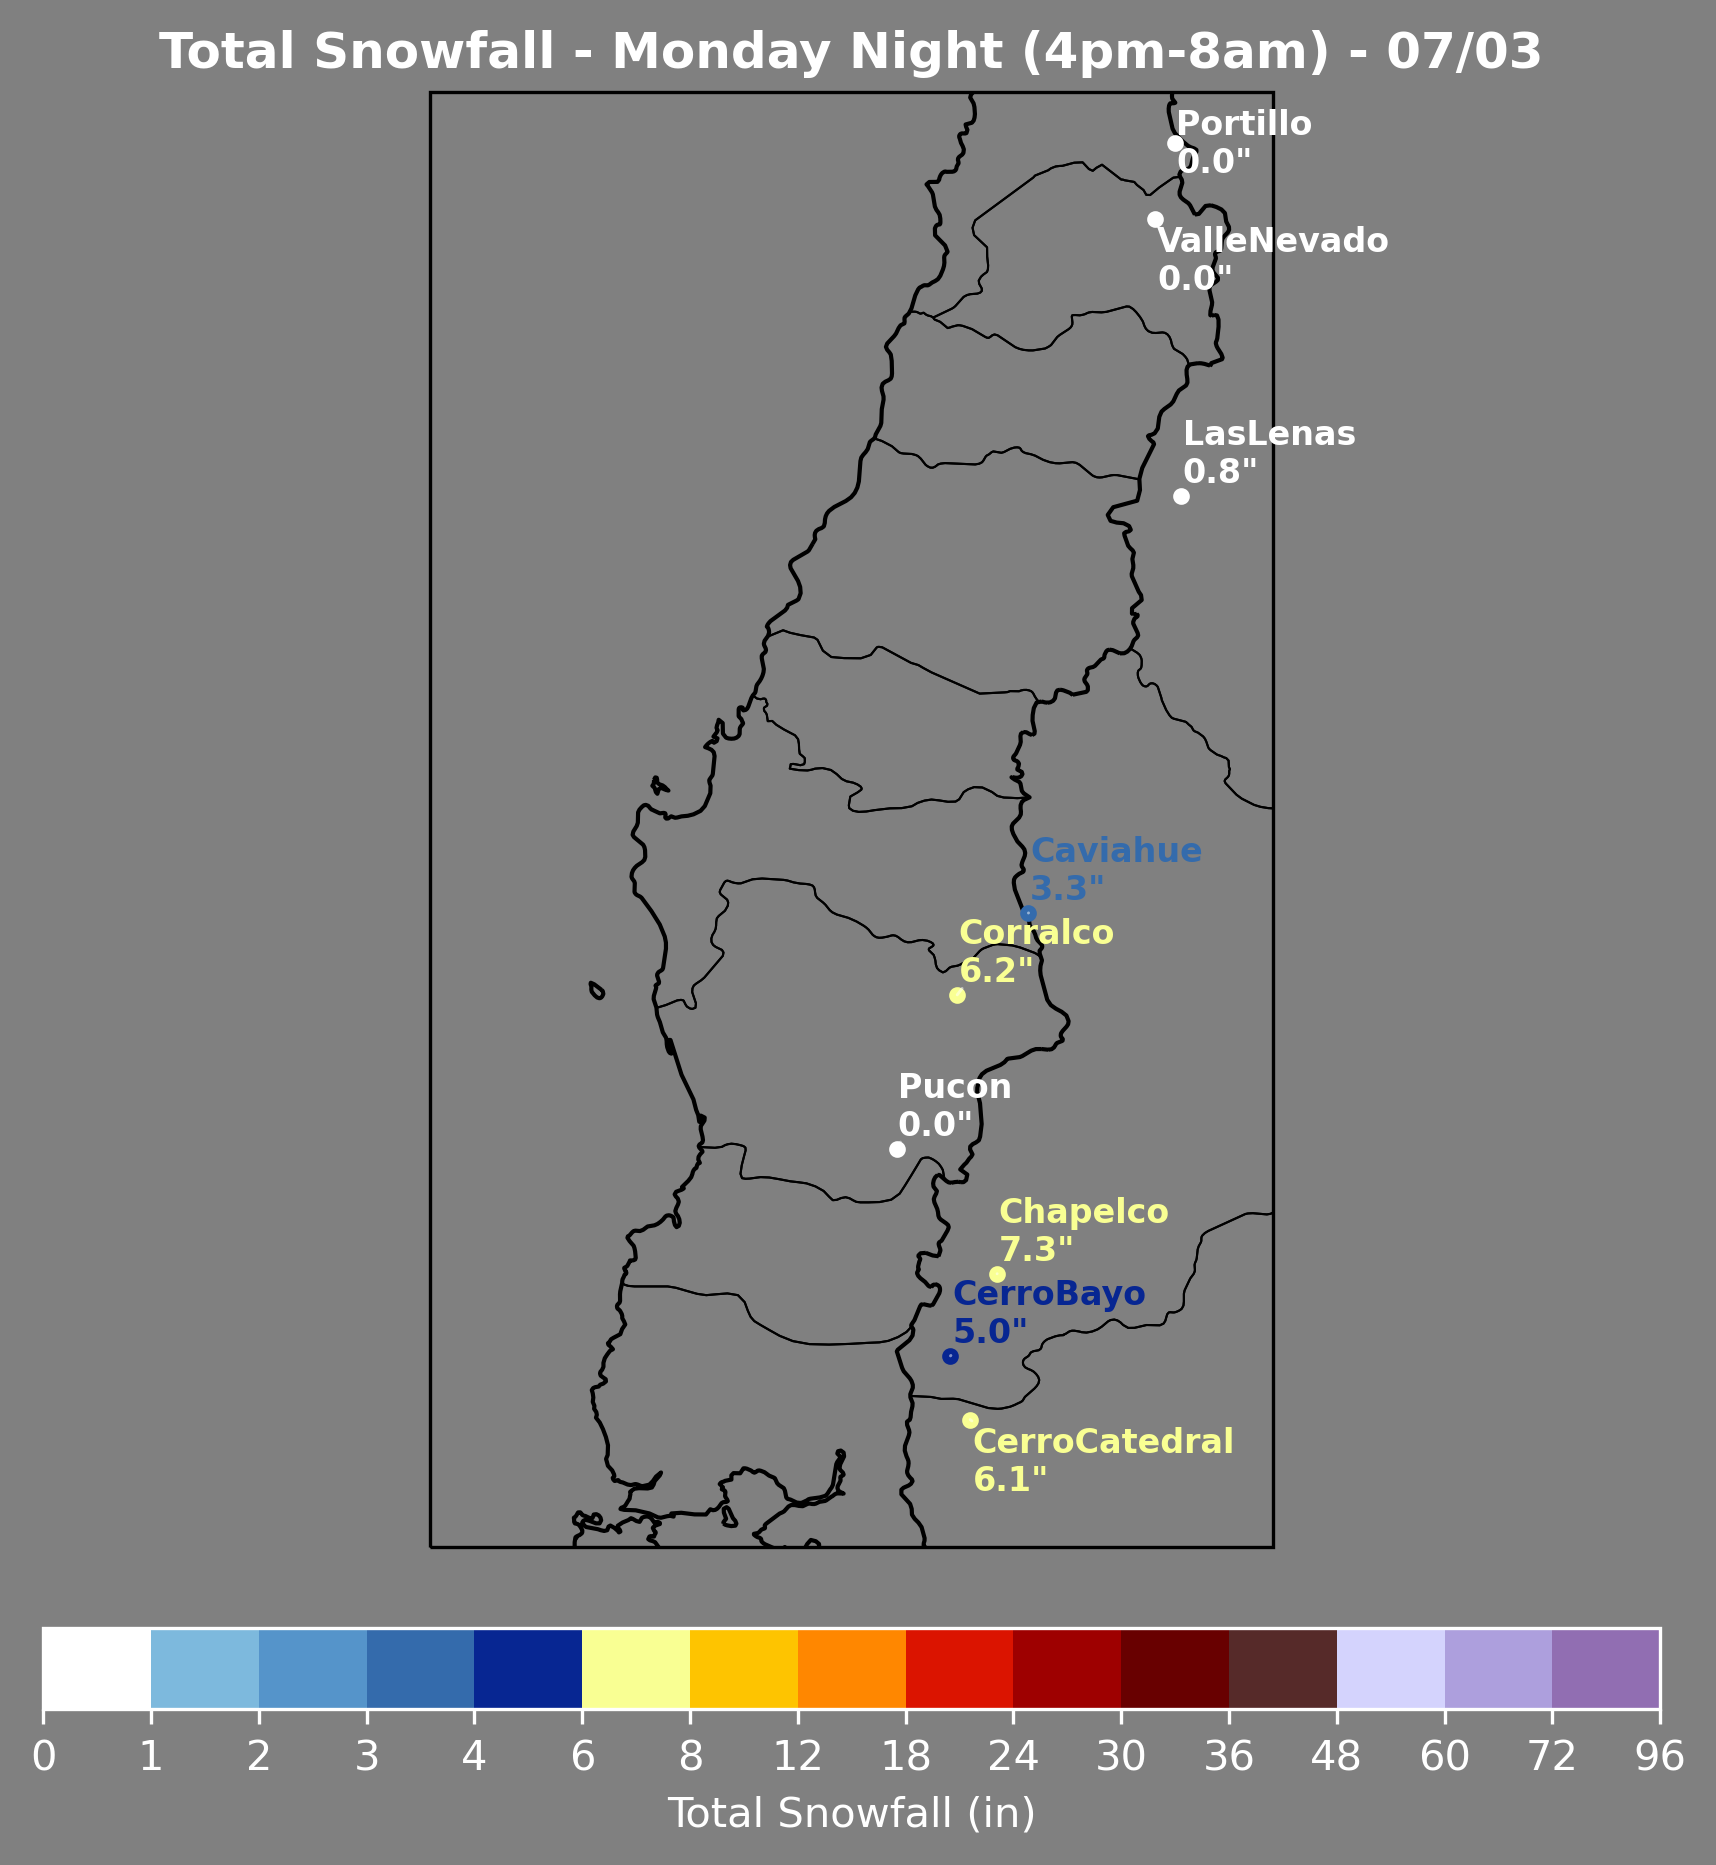 Total Snowfall - Monday Night (4pm-8am) - 07/03
Portillo
0.0"
ValleNevado
0.0"
LasLenas
0.8"
Caviahue
3.3"
Corralco
6.2"
Pucon
0.0"
Chapelco
7.3"
CerroBayo
5.0"
CerroCatedral
6.1"
0 1 2 3 4 6 8 12 18 24 30 36 48 60 72 96
Total Snowfall (in)